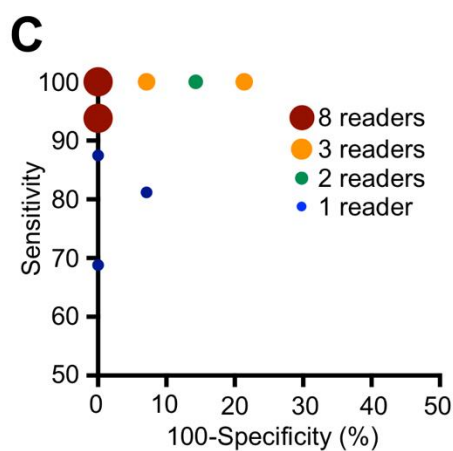 C
100
90
80
70
60
50
Sensitivity
8 readers
3 readers
2 readers
1 reader
0 10 20 30 40 50
100-Specificity (%)